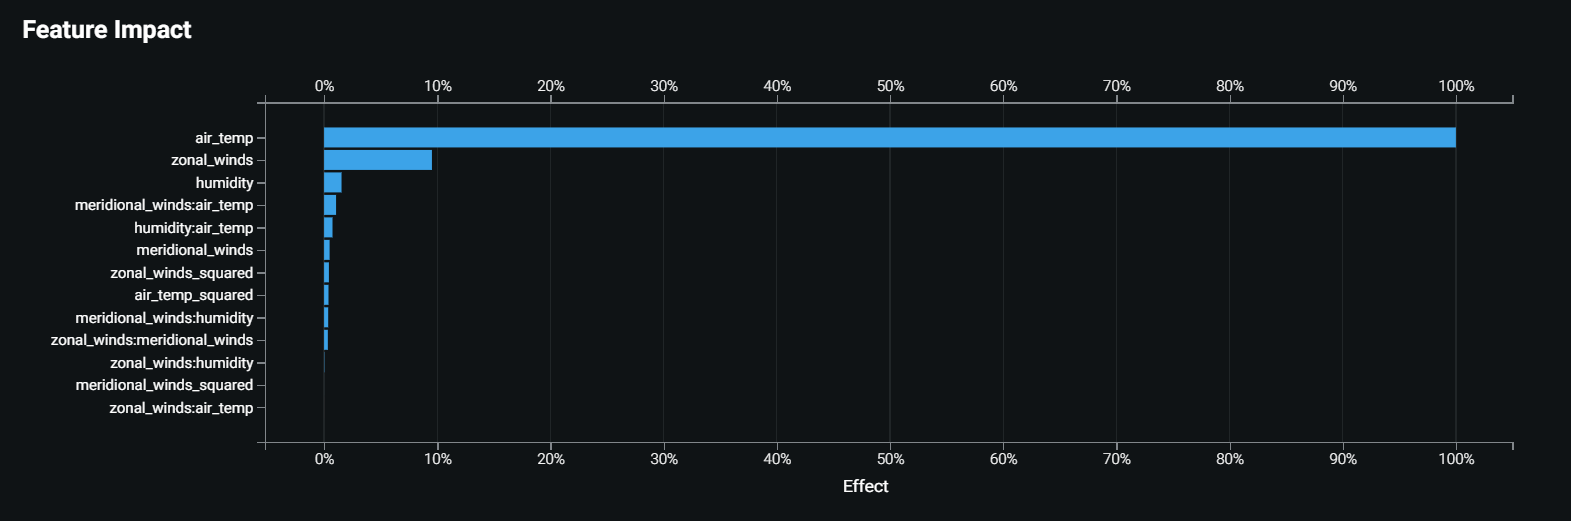 Feature Impact
0% 10% 20% 30% 40% 50% 60% 70% 80% 90% 100%
air_temp
zonal_winds
humidity
meridional_winds:air_temp
humidity:air_temp
meridional_winds
zonal_winds_squared
air_temp_squared
meridional_winds:humidity
zonal_winds:meridional_winds
zonal_winds:humidity
meridional_winds_squared
zonal_winds:air_temp
0% 10% 20% 30% 40% 50% 60% 70% 80% 90% 100%
Effect